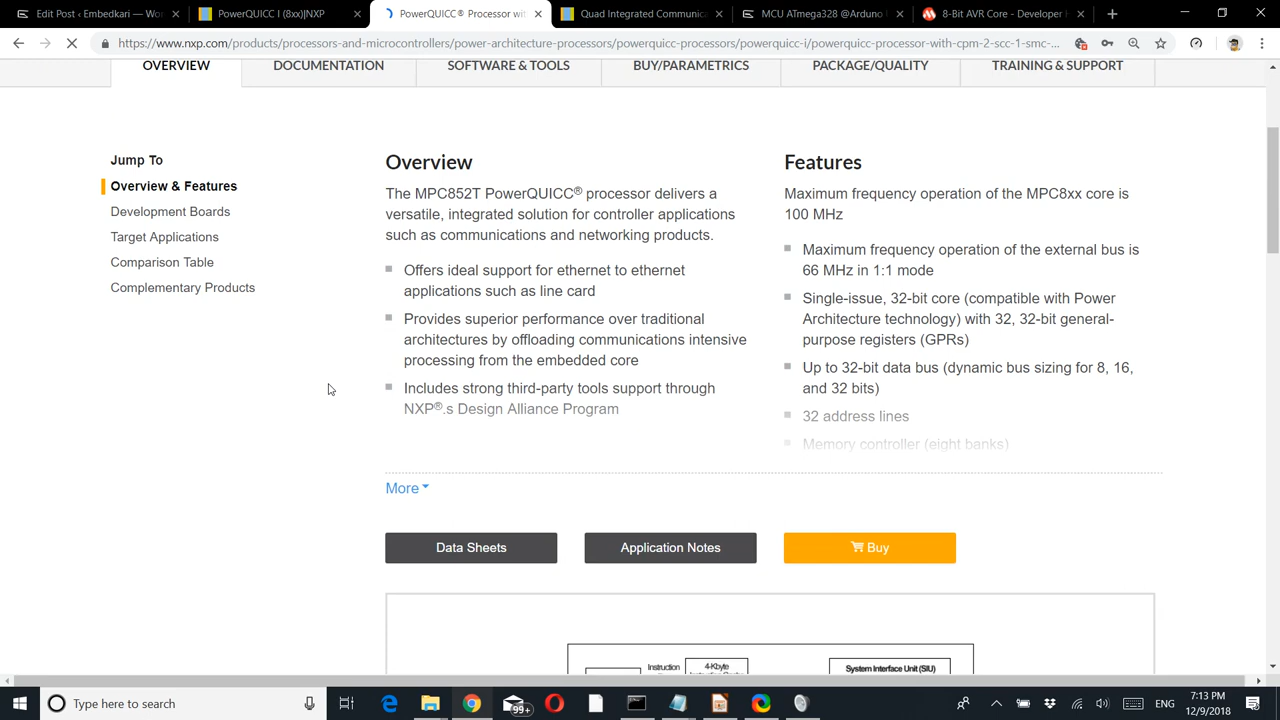 Edit Post ‹ Embedkari — Wor
PowerQUICC I (8xx)|NXP
PowerQUICC® Processor wit
Quad Integrated Communica
MCU ATmega328 @Arduino
8-Bit AVR Core - Developer H
https://www.nxp.com/products/processors-and-microcontrollers/power-architecture-processors/powerquicc-processors/powerquicc-i/powerquicc-processor-with-cpm-2-scc-1-smc-...
OVERVIEW
DOCUMENTATION
SOFTWARE & TOOLS
BUY/PARAMETRICS
PACKAGE/QUALITY
TRAINING & SUPPORT
Jump To
Overview & Features
Development Boards
Target Applications
Comparison Table
Complementary Products
Overview
The MPC852T PowerQUICC® processor delivers a
versatile, integrated solution for controller applications
such as communications and networking products.
Offers ideal support for ethernet to ethernet
applications such as line card
Provides superior performance over traditional
architectures by offloading communications intensive
processing from the embedded core
Includes strong third-party tools support through
NXP®.s Design Alliance Program
Features
Maximum frequency operation of the MPC8xx core is
100 MHz
Maximum frequency operation of the external bus is
66 MHz in 1:1 mode
Single-issue, 32-bit core (compatible with Power
Architecture technology) with 32, 32-bit general-
purpose registers (GPRs)
Up to 32-bit data bus (dynamic bus sizing for 8, 16,
and 32 bits)
32 address lines
Memory controller (eight banks)
More
Data Sheets
Application Notes
Buy
Instruction
4-Kbyte
System Interface Unit (SIU)
Type here to search
99+
ENG
7:13 PM
12/9/2018